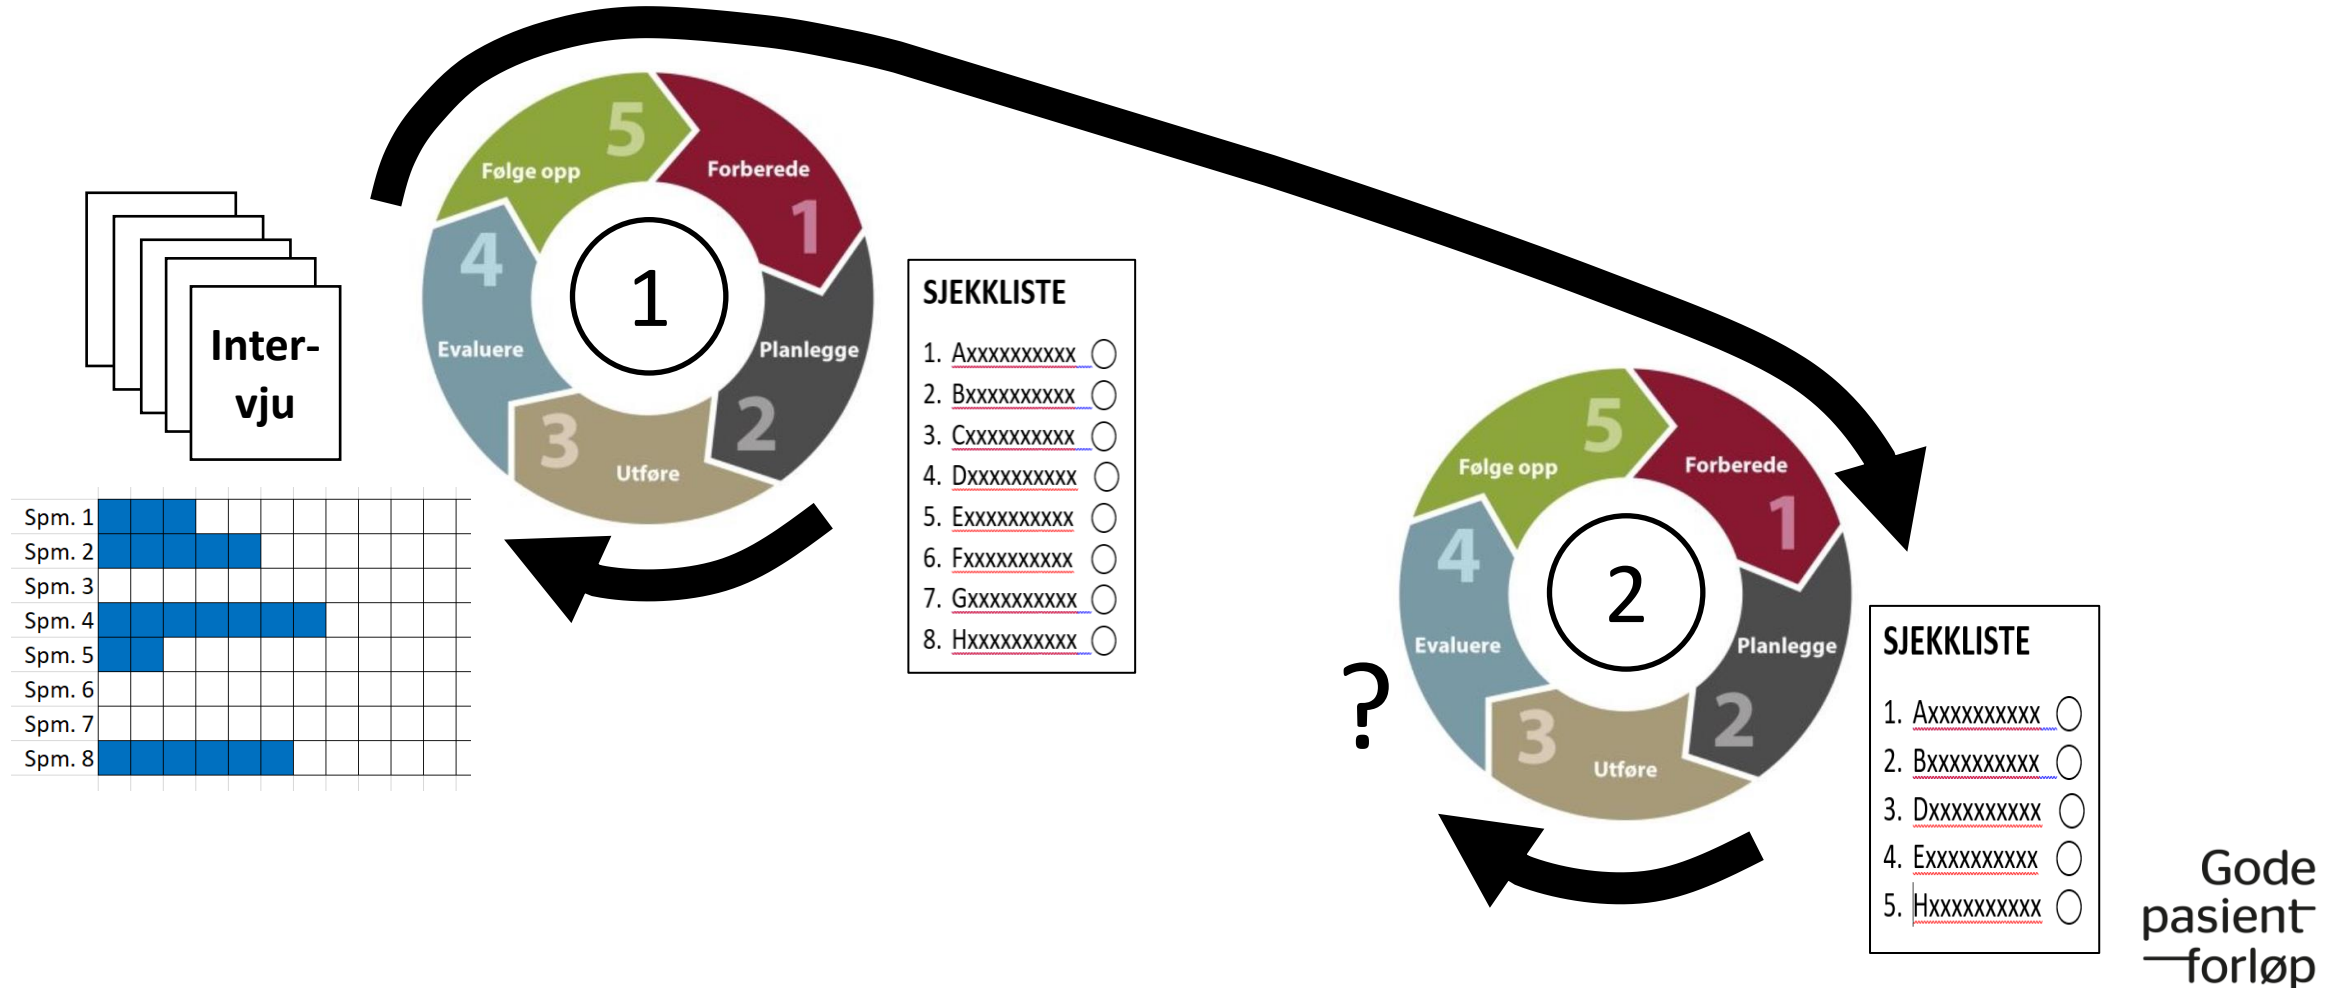 Inter-
vju
Spm. 1
Spm. 2
Spm. 3
Spm. 4
Spm. 5
Spm. 6
Spm. 7
Spm. 8
5
Følge opp
Forberede
1
4
Evaluere
1
Planlegge
2
3
Utføre
SJEKKLISTE
1. Axxxxxxxxxx
2. Bxxxxxxxxxx
3. Cxxxxxxxxxx
4. Dxxxxxxxxxx
5. Exxxxxxxxxx
6. Fxxxxxxxxxx
7. Gxxxxxxxxxx
8. Hxxxxxxxxxx
?
5
Følge opp
Forberede
1
4
Evaluere
2
Planlegge
2
3
Utføre
SJEKKLISTE
1. Axxxxxxxxxx
2. Bxxxxxxxxxx
3. Dxxxxxxxxxx
4. Exxxxxxxxxx
5. Hxxxxxxxxxx
Gode
pasient
forløp